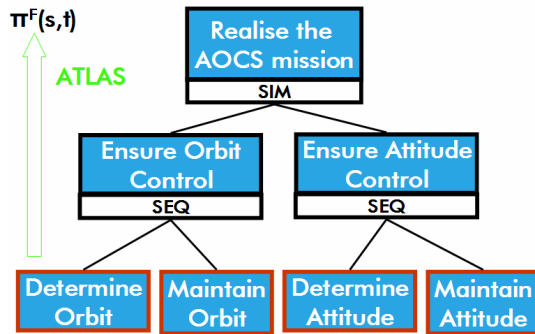 π^F(s,t)
ATLAS
Realise the
AOCS mission
SIM
Ensure Orbit
Control
SEQ
Ensure Attitude
Control
SEQ
Determine
Orbit
Maintain
Orbit
Determine
Attitude
Maintain
Attitude